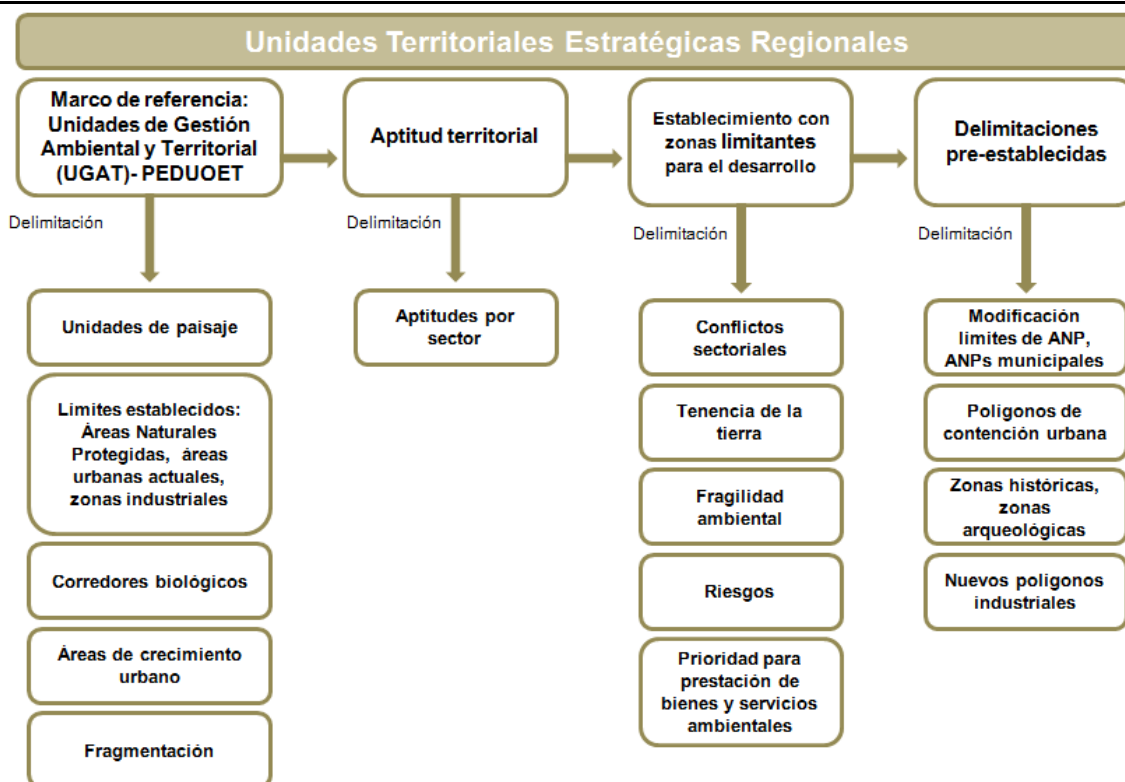 Unidades Territoriales Estratégicas Regionales
Marco de referencia:
Unidades de Gestión
Ambiental y Territorial
(UGAT)- PEDUOET
Delimitación
Unidades de paisaje
Limites establecidos:
Áreas Naturales
Protegidas, áreas
urbanas actuales,
zonas industriales
Corredores biológicos
Áreas de crecimiento
urbano
Fragmentación
Aptitud territorial
Delimitación
Aptitudes por
sector
Establecimiento con
zonas limitantes
para el desarrollo
Delimitación
Conflictos
sectoriales
Tenencia de la
tierra
Fragilidad
ambiental
Riesgos
Prioridad para
prestación de
bienes y servicios
ambientales
Delimitaciones
pre-establecidas
Delimitación
Modificación
límites de ANP,
ANPs municipales
Polígonos de
contención urbana
Zonas históricas,
zonas
arqueológicas
Nuevos polígonos
industriales